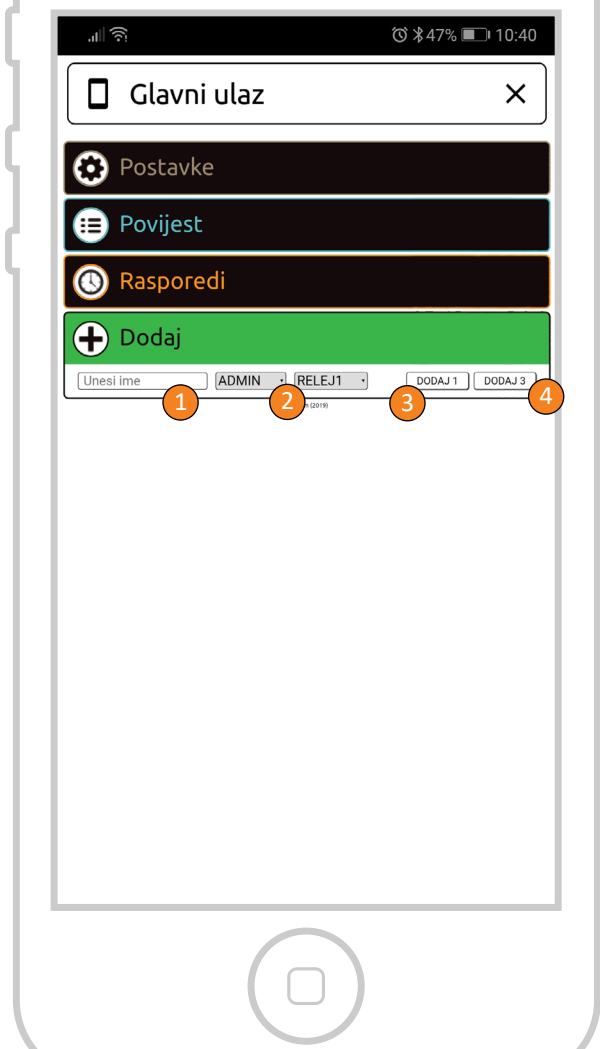 47% 10:40
Glavni ulaz
Postavke
Povijest
Rasporedi
Dodaj
Unesi ime ADMIN RELEJ1 DODAJ 1 DODAJ 3
1 2 3 4
(2019)